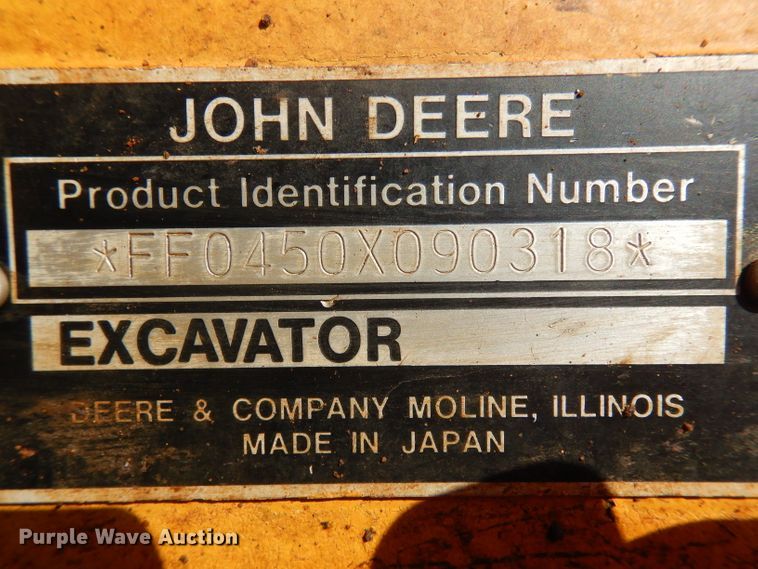 JOHN DEERE
Product Identification Number
*FF0450X090318*
EXCAVATOR
DEERE & COMPANY MOLINE, ILLINOIS
MADE IN JAPAN
Purple Wave Auction